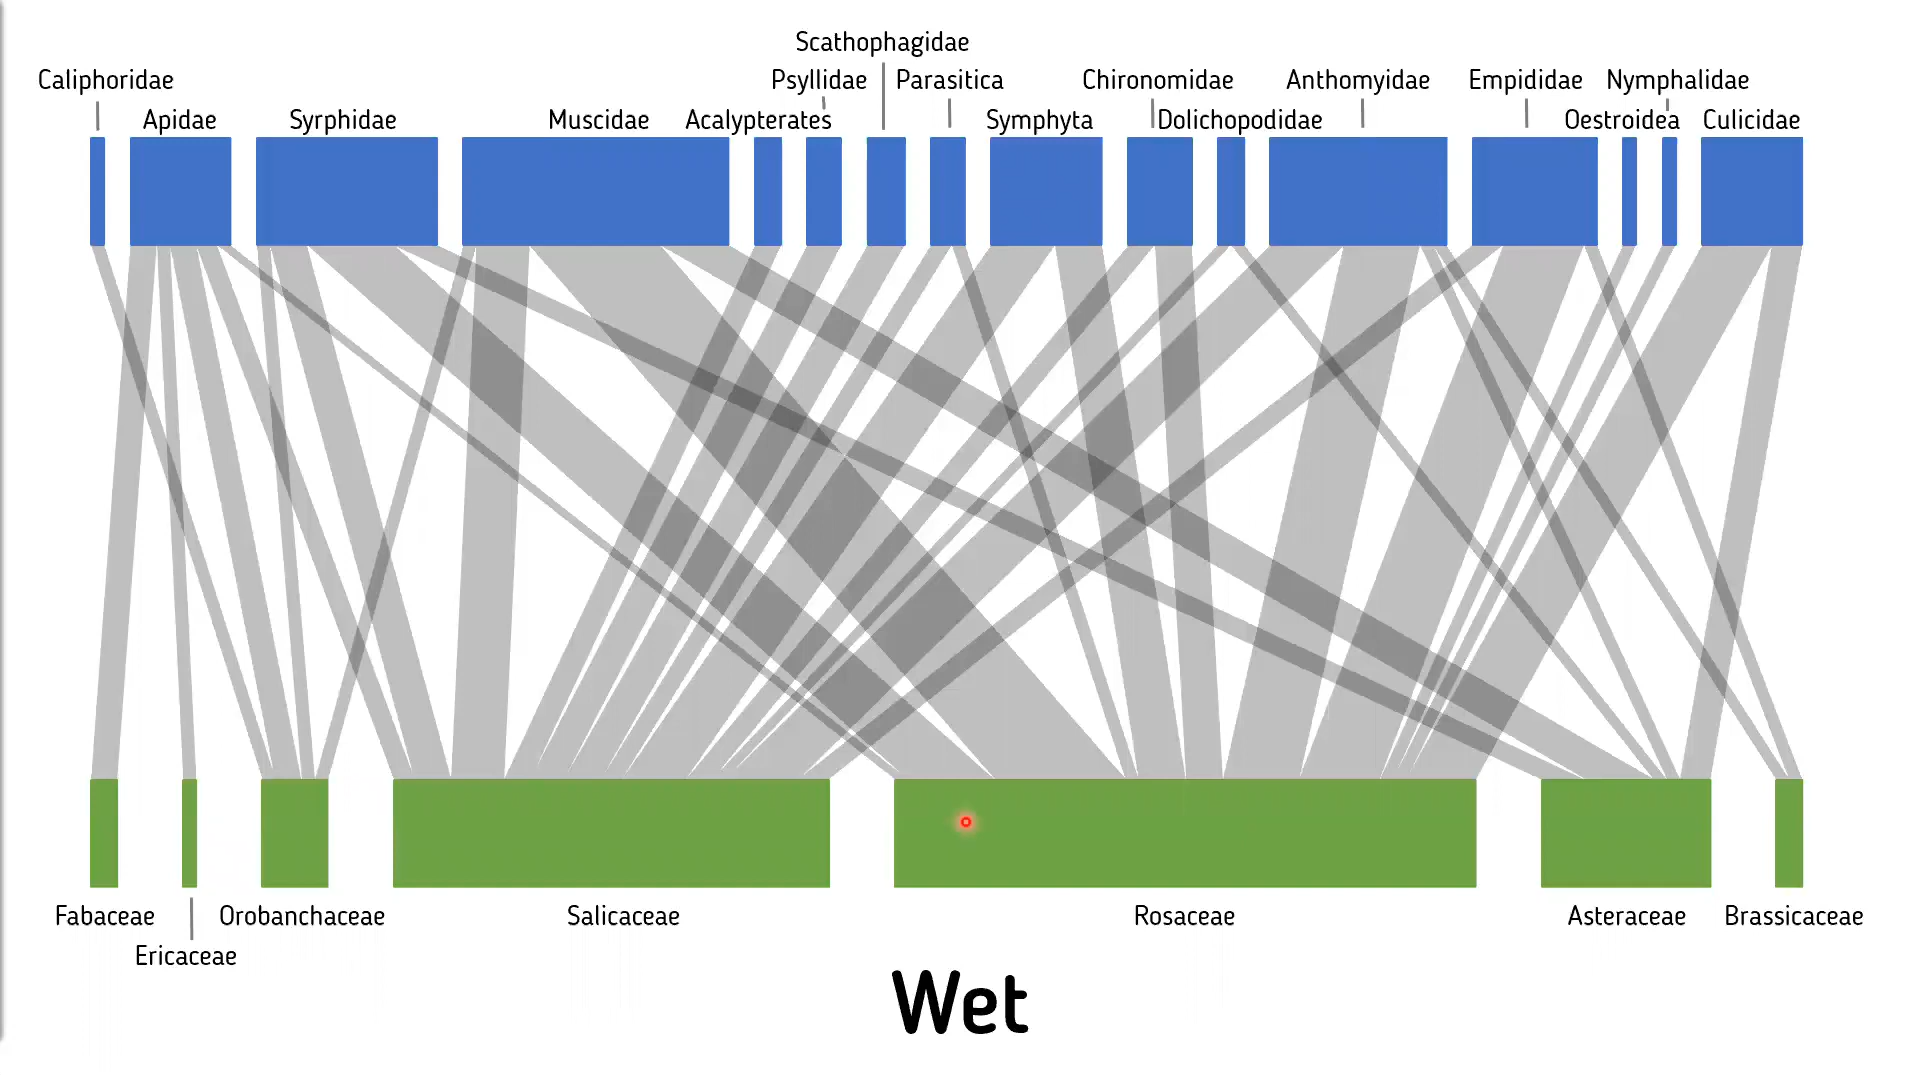 Scathophagidae
Caliphoridae Psyllidae Parasitica Chironomidae Anthomyidae Empididae Nymphalidae
Apidae Syrphidae Muscidae Acalypterates Symphyta Dolichopodidae Oestroidea Culicidae
Fabaceae Orobanchaceae Salicaceae Rosaceae Asteraceae Brassicaceae
Ericaceae
Wet